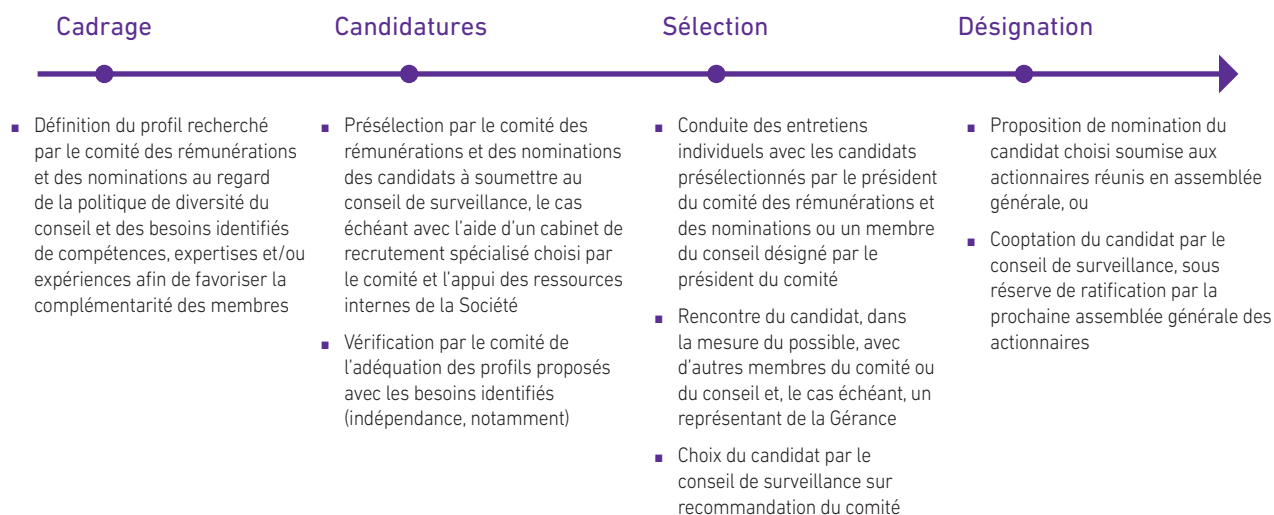 Cadrage
Définition du profil recherché
par le comité des rémunérations
et des nominations au regard
de la politique de diversité du
conseil et des besoins identifiés
de compétences, expertises et/ou
expériences afin de favoriser la
complémentarité des membres
Candidatures
Présélection par le comité des
rémunérations et des nominations
des candidats à soumettre au
conseil de surveillance, le cas
échéant avec l'aide d'un cabinet de
recrutement spécialisé choisi par
le comité et l'appui des ressources
internes de la Société
Vérification par le comité de
l'adéquation des profils proposés
avec les besoins identifiés
(indépendance, notamment)
Sélection
Conduite des entretiens
individuels avec les candidats
présélectionnés par le président
du comité des rémunérations et
des nominations ou un membre
du conseil désigné par le
président du comité
Rencontre du candidat, dans
la mesure du possible, avec
d'autres membres du comité ou
du conseil et, le cas échéant, un
représentant de la Gérance
Choix du candidat par le
conseil de surveillance sur
recommandation du comité
Désignation
Proposition de nomination du
candidat choisi soumise aux
actionnaires réunis en assemblée
générale, ou
Cooptation du candidat par le
conseil de surveillance, sous
réserve de ratification par la
prochaine assemblée générale des
actionnaires